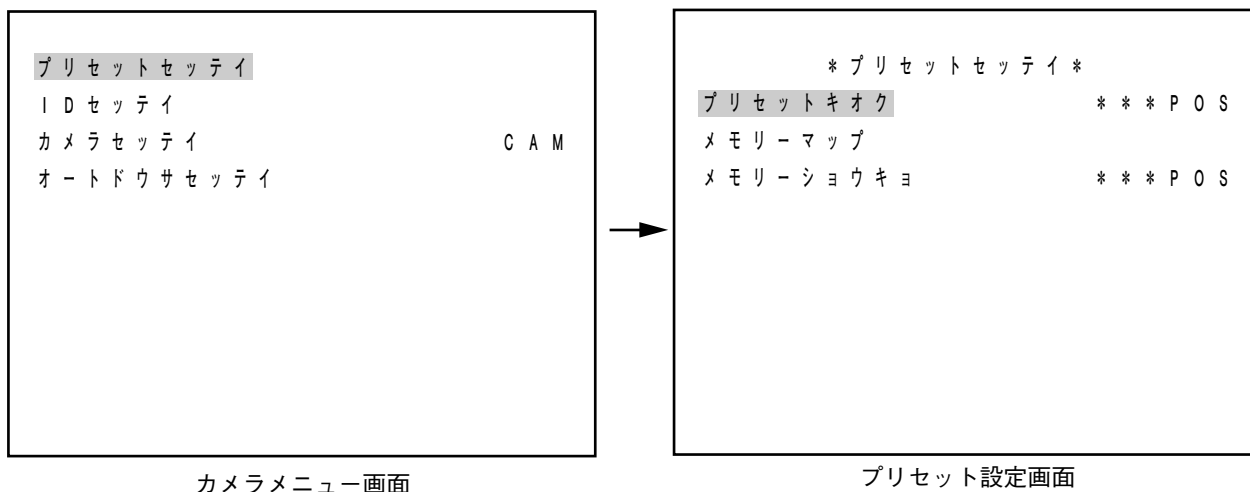 プリセットセッテイ
IDセッテイ
カメラセッテイ CAM
オートドウサセッテイ
カメラメニュー画面
*プリセットセッテイ*
プリセットキオク ***POS
メモリーマップ
メモリーショウキョ ***POS
プリセット設定画面